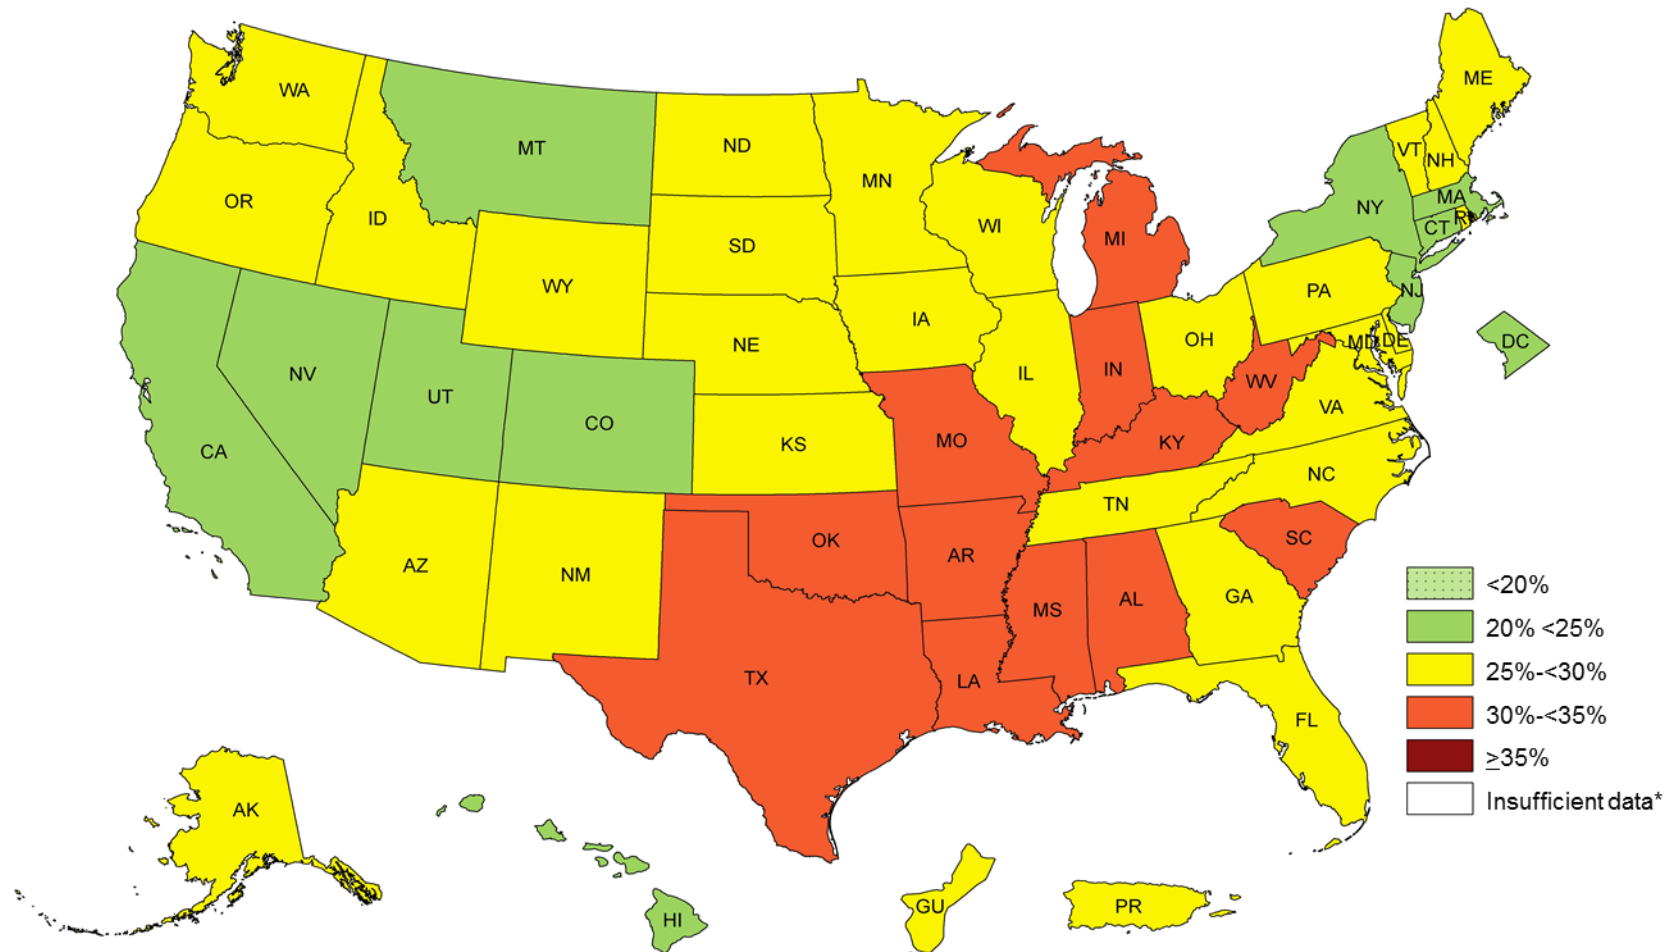 WA
MT
ND
MN
ME
VT
NH
OR
ID
SD
WI
MI
NY
MA
CT
RI
WY
IA
NE
PA
NJ
NV
UT
CO
IL
IN
OH
MD
DE
DC
CA
KS
MO
KY
WV
VA
AZ
NM
OK
AR
TN
NC
SC
TX
LA
MS
AL
GA
FL
AK
HI
GU
PR
<20%
20% <25%
25%-<30%
30%-<35%
≥35%
Insufficient data*